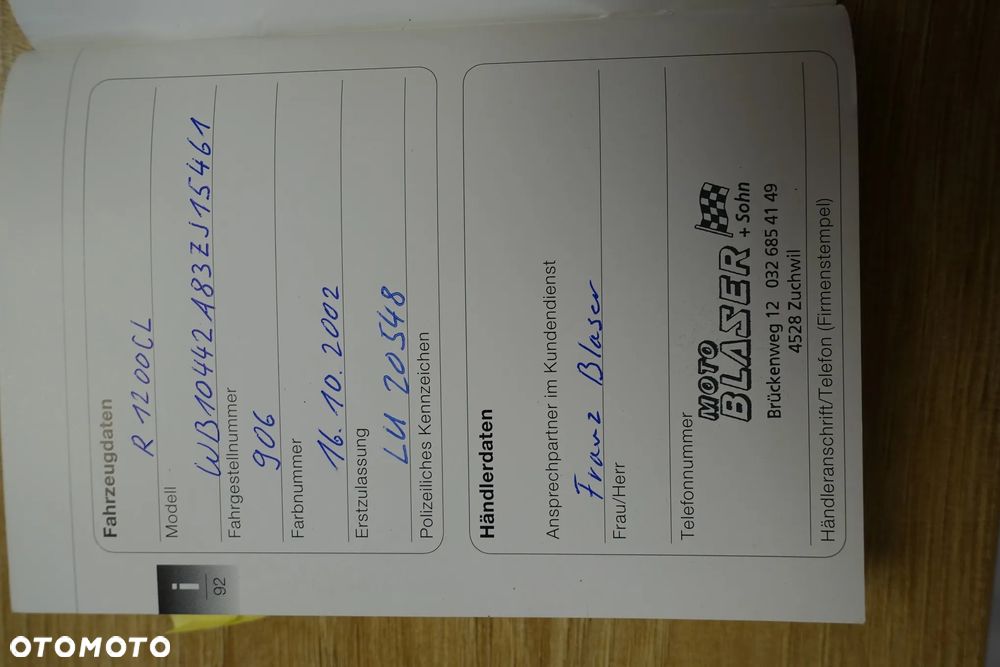 Fahrzeugdaten
R 1200CL
Modell
WB10442A83ZJ15461
Fahrgestellnummer
906
Farbnummer
16. 10. 2002
Erstzulassung
LU 20548
Polizeiliches Kennzeichen
i
92
Händlerdaten
Ansprechpartner im Kundendienst
Franz Blaser
Frau/Herr
Telefonnummer
MOTO
BLASER
+ Sohn
Brückenweg 12 032 685 41 49
4528 Zuchwil
Händleranschrift/Telefon (Firmenstempel)
OTOMOTO